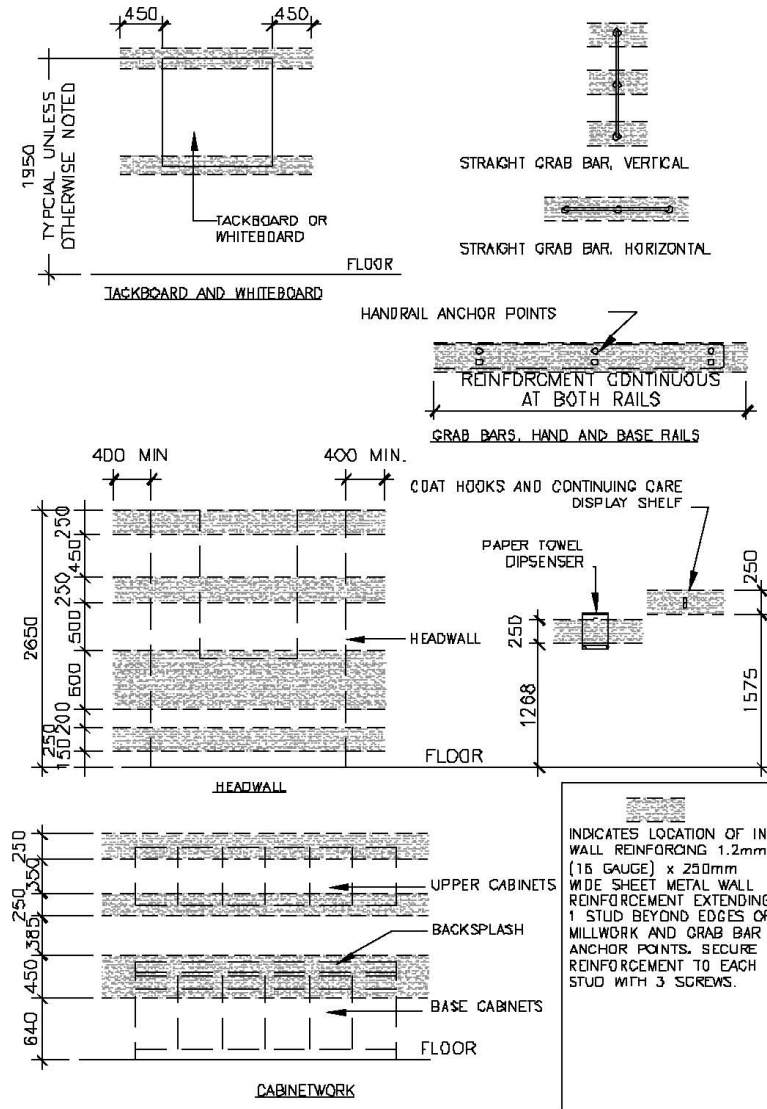 450
450
1950
TYPCIAL UNLESS
OTHERWISE NOTED
TACKBOARD OR
WHITEBOARD
FLOOR
TACKBOARD AND WHITEBOARD
STRAIGHT GRAB BAR, VERTICAL
STRAIGHT GRAB BAR, HORIZONTAL
HANDRAIL ANCHOR POINTS
REINFORCMENT CONTINUOUS
AT BOTH RAILS
GRAB BARS, HAND AND BASE RAILS
400 MIN
400 MIN.
2650
250
450
250
500
600
200
250
150
HEADWALL
FLOOR
HEADWALL
COAT HOOKS AND CONTINUING CARE
DISPLAY SHELF
PAPER TOWEL
DIPSENSER
250
1268
250
1575
250
350
250
385
450
640
UPPER CABINETS
BACKSPLASH
BASE CABINETS
FLOOR
CABINETWORK
INDICATES LOCATION OF IN
WALL REINFORCING 1.2mm
(16 GAUGE) x 250mm
WIDE SHEET METAL WALL
REINFORCEMENT EXTENDING
1 STUD BEYOND EDGES OF
MILLWORK AND GRAB BAR
ANCHOR POINTS. SECURE
REINFORCEMENT TO EACH
STUD WITH 3 SCREWS.